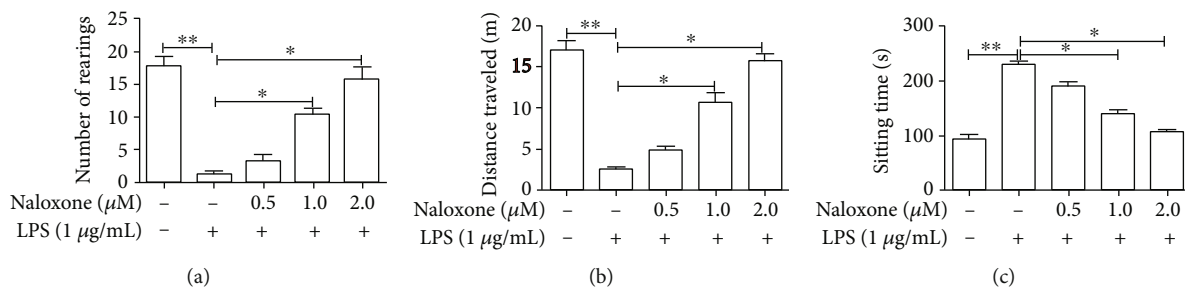 Number of rearings
25
20
15
10
5
0
** *
*
Naloxone (μM) – – 0.5 1.0 2.0
LPS (1 μg/mL) – + + + +
(a)
Distance traveled (m)
20
15
10
5
0
** *
*
Naloxone (μM) – – 0.5 1.0 2.0
LPS (1 μg/mL) – + + + +
(b)
Sitting time (s)
300
200
100
0
*
** *
Naloxone (μM) – – 0.5 1.0 2.0
LPS (1 μg/mL) – + + + +
(c)